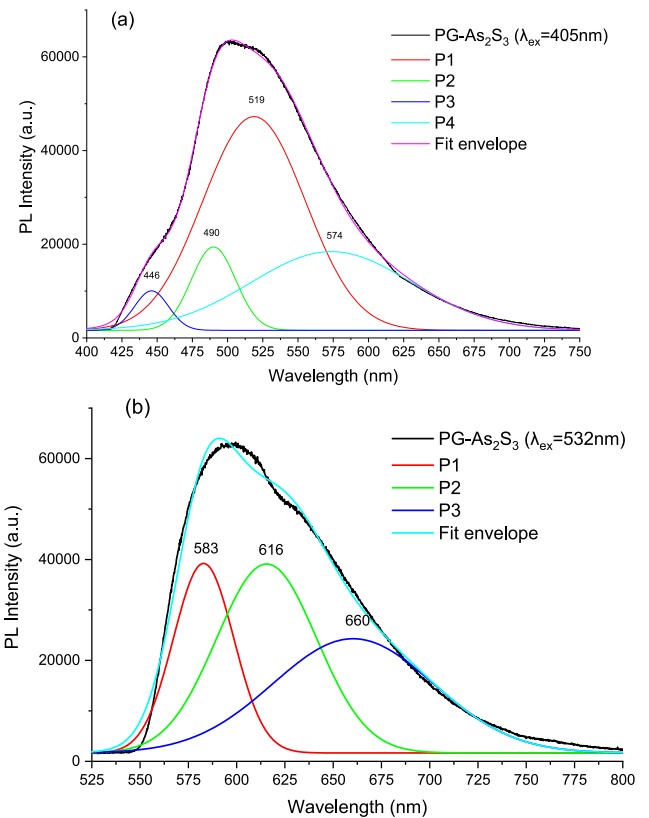 (a)
PG-As₂S₃ (λₑₓ=405nm)
P1
P2
P3
P4
Fit envelope
519
490
574
446
PL Intensity (a.u.)
60000
40000
20000
0
400 425 450 475 500 525 550 575 600 625 650 675 700 725 750
Wavelength (nm)
(b)
PG-As₂S₃ (λₑₓ=532nm)
P1
P2
P3
Fit envelope
583
616
660
PL Intensity (a.u.)
60000
40000
20000
0
525 550 575 600 625 650 675 700 725 750 775 800
Wavelength (nm)